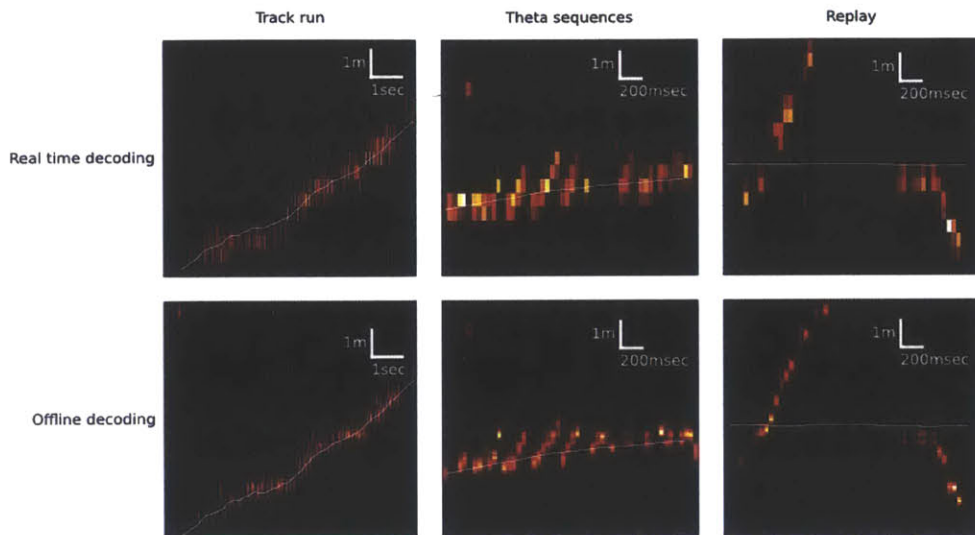 Track run
Theta sequences
Replay
Real time decoding
1m
1sec
1m
200msec
1m
200msec
Offline decoding
1m
1sec
1m
200msec
1m
200msec